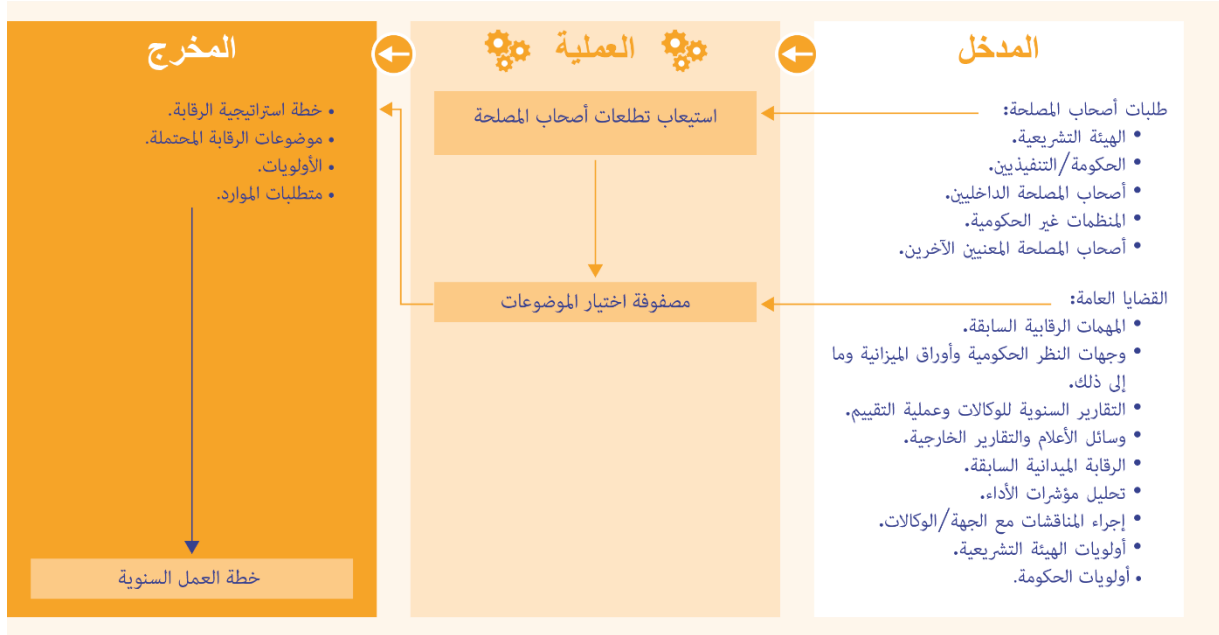 المدخل
طلبات أصحاب المصلحة:
• الهيئة التشريعية.
• الحكومة/التنفيذيين.
• أصحاب المصلحة الداخليين.
• المنظمات غير الحكومية.
• أصحاب المصلحة المعنيين الآخرين.
القضايا العامة:
• المهمات الرقابية السابقة.
• وجهات النظر الحكومية وأوراق الميزانية وما
إلى ذلك.
• التقارير السنوية للوكالات وعملية التقييم.
• وسائل الأعلام والتقارير الخارجية.
• الرقابة الميدانية السابقة.
• تحليل مؤشرات الأداء.
• إجراء المناقشات مع الجهة/الوكالات.
• أولويات الهيئة التشريعية.
• أولويات الحكومة.
العملية
استيعاب تطلعات أصحاب المصلحة
مصفوفة اختيار الموضوعات
المخرج
• خطة استراتيجية الرقابة.
• موضوعات الرقابة المحتملة.
• الأولويات.
• متطلبات الموارد.
خطة العمل السنوية